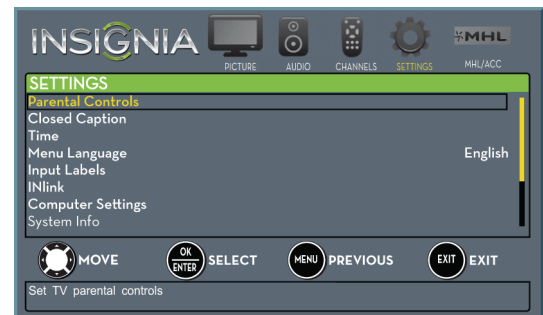 INSIGNIA
PICTURE AUDIO CHANNELS SETTINGS MHL/ACC
MHL
SETTINGS
Parental Controls
Closed Caption
Time
Menu Language English
Input Labels
INlink
Computer Settings
System Info
MOVE OK ENTER SELECT MENU PREVIOUS EXIT EXIT
Set TV parental controls